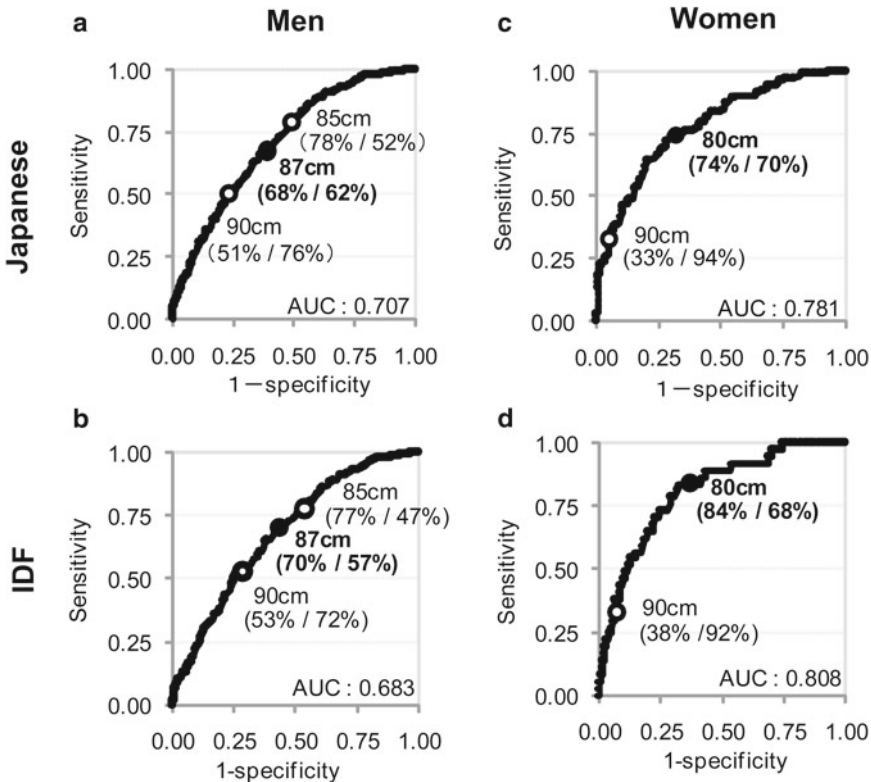 a
Men
Japanese
Sensitivity
1.00
0.75
0.50
0.25
0.00
85cm
(78% / 52%)
87cm
(68% / 62%)
90cm
(51% / 76%)
AUC : 0.707
0.00 0.25 0.50 0.75 1.00
1−specificity
c
Women
Sensitivity
1.00
0.75
0.50
0.25
0.00
80cm
(74% / 70%)
90cm
(33% / 94%)
AUC : 0.781
0.00 0.25 0.50 0.75 1.00
1−specificity
b
IDF
Sensitivity
1.00
0.75
0.50
0.25
0.00
85cm
(77% / 47%)
87cm
(70% / 57%)
90cm
(53% / 72%)
AUC : 0.683
0.00 0.25 0.50 0.75 1.00
1-specificity
d
Sensitivity
1.00
0.75
0.50
0.25
0.00
80cm
(84% / 68%)
90cm
(38% /92%)
AUC : 0.808
0.00 0.25 0.50 0.75 1.00
1-specificity